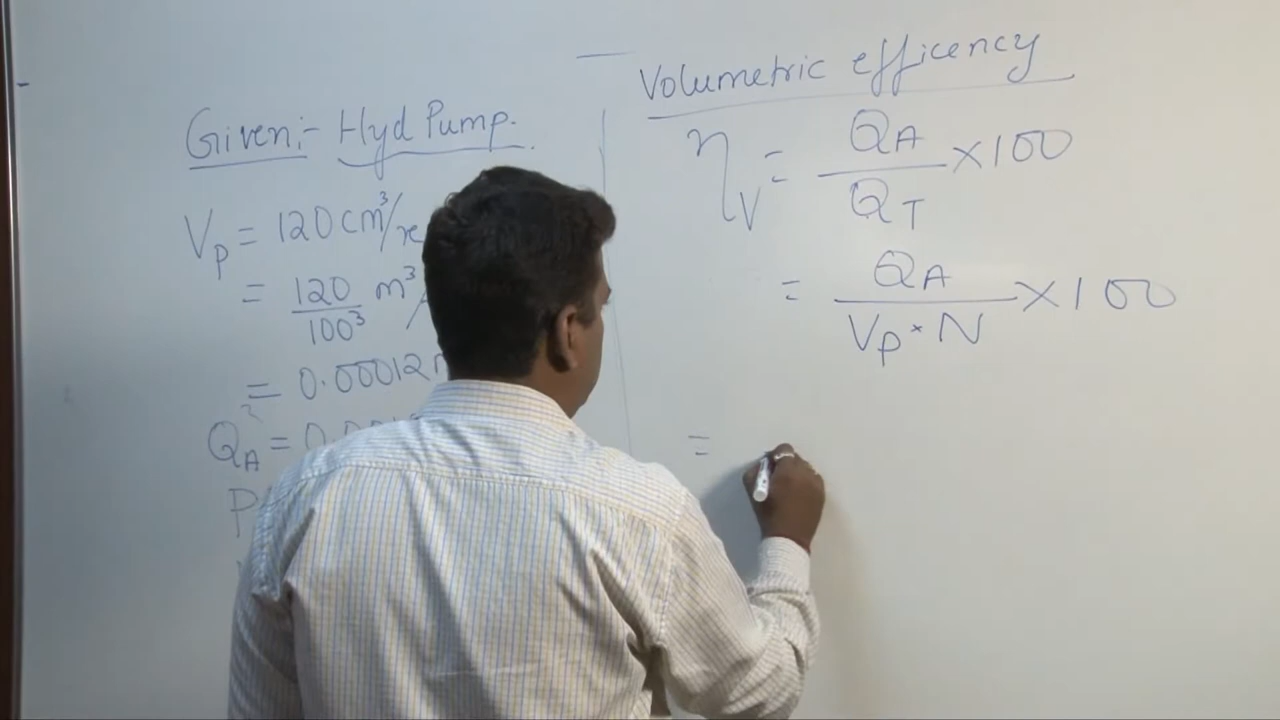 Given:- Hyd Pump.
Vp = 120 cm³/re
= 120/100³ m³/
= 0.00012
QA = 0.001
P
Volumetric efficency
ηV = QA/QT × 100
= QA/(VP × N) × 100
=